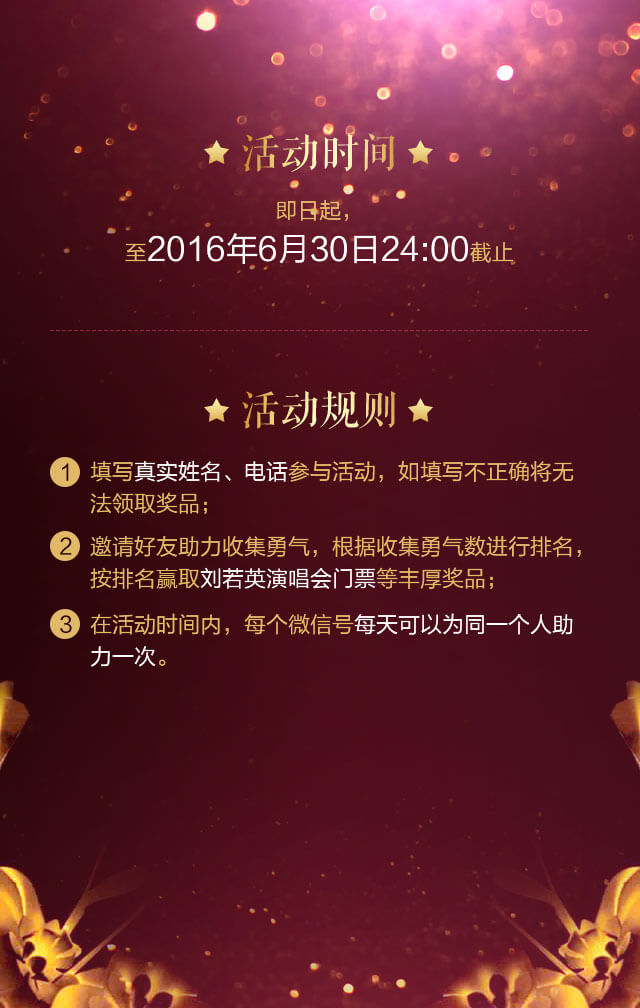 活动时间
即日起，
至2016年6月30日24:00截止
活动规则
1 填写真实姓名、电话参与活动，如填写不正确将无
法领取奖品；
2 邀请好友助力收集勇气，根据收集勇气数进行排名，
按排名赢取刘若英演唱会门票等丰厚奖品；
3 在活动时间内，每个微信号每天可以为同一个人助
力一次。